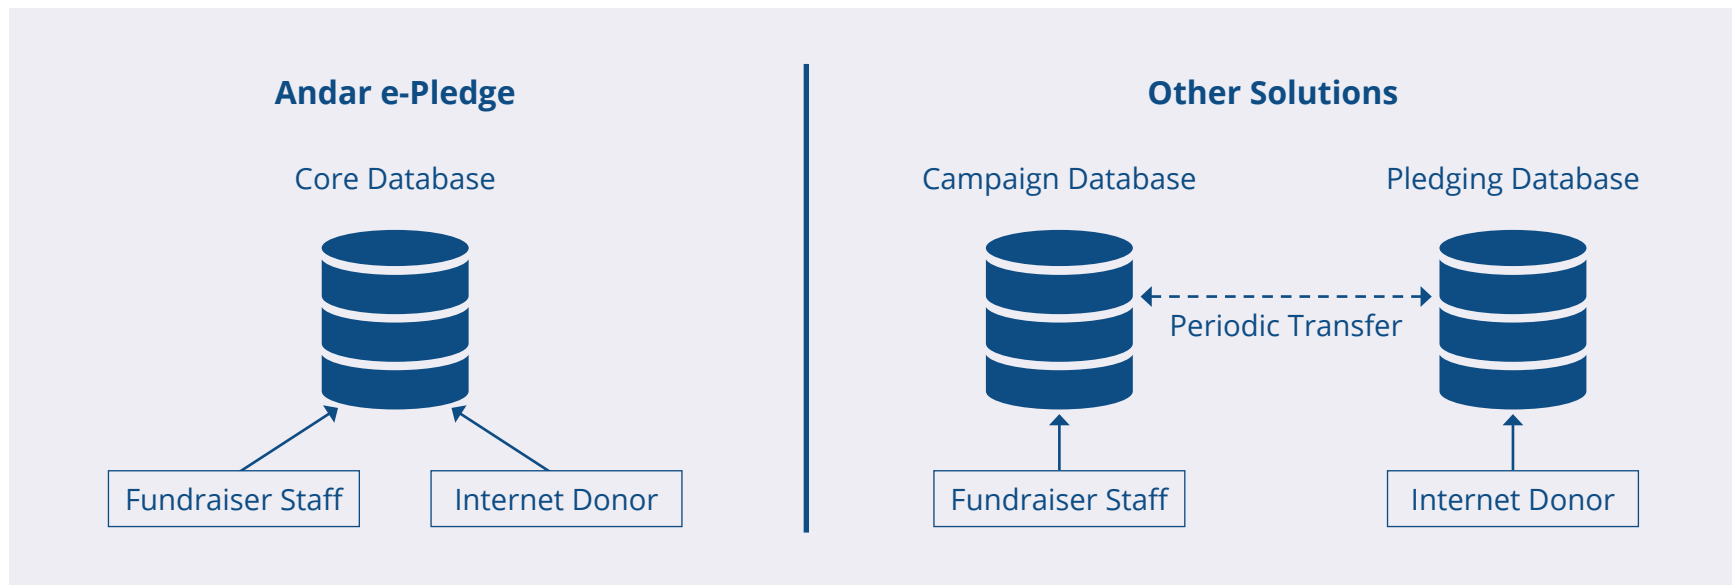 Andar e-Pledge
Core Database
Fundraiser Staff
Internet Donor
Other Solutions
Campaign Database
Pledging Database
Periodic Transfer
Fundraiser Staff
Internet Donor